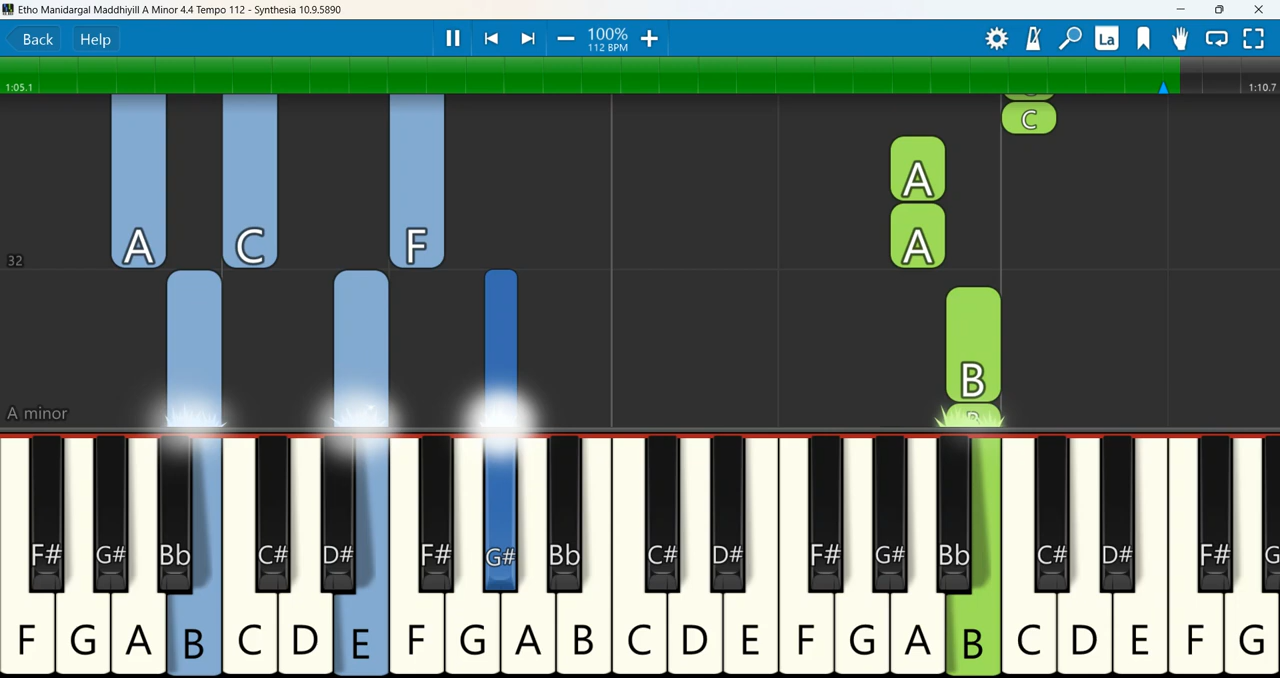 Etho Manidargal Maddhiyill A Minor 4.4 Tempo 112 - Synthesia 10.9.5890
Back Help 100% La
112 BPM
1:05.1 1:10.7
C
A
A C F A
32
B
A minor B
F# G# Bb C# D# F# G# Bb C# D# F# G# Bb C# D# F# G
F G A B C D E F G A B C D E F G A B C D E F G